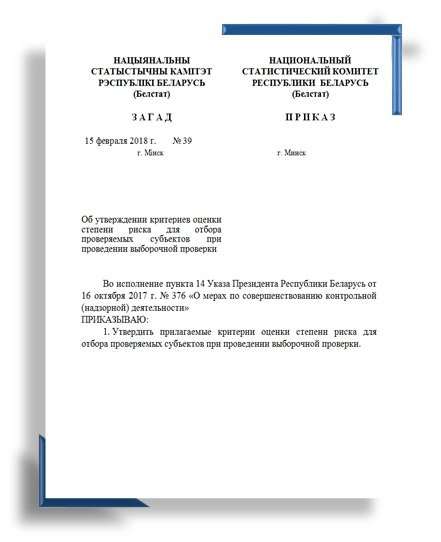 НАЦЫЯНАЛЬНЫ
СТАТЫСТЫЧНЫ КАМІТЭТ
РЭСПУБЛІКІ БЕЛАРУСЬ
(Белстат)
НАЦИОНАЛЬНЫЙ
СТАТИСТИЧЕСКИЙ КОМИТЕТ
РЕСПУБЛИКИ БЕЛАРУСЬ
(Белстат)
З А Г А Д
П Р И К А З
15 февраля 2018 г. № 39
г. Мінск
г. Минск
Об утверждении критериев оценки
степени риска для отбора
проверяемых субъектов при
проведении выборочной проверки
Во исполнение пункта 14 Указа Президента Республики Беларусь от
16 октября 2017 г. № 376 «О мерах по совершенствованию контрольной
(надзорной) деятельности»
ПРИКАЗЫВАЮ:
1. Утвердить прилагаемые критерии оценки степени риска для
отбора проверяемых субъектов при проведении выборочной проверки.